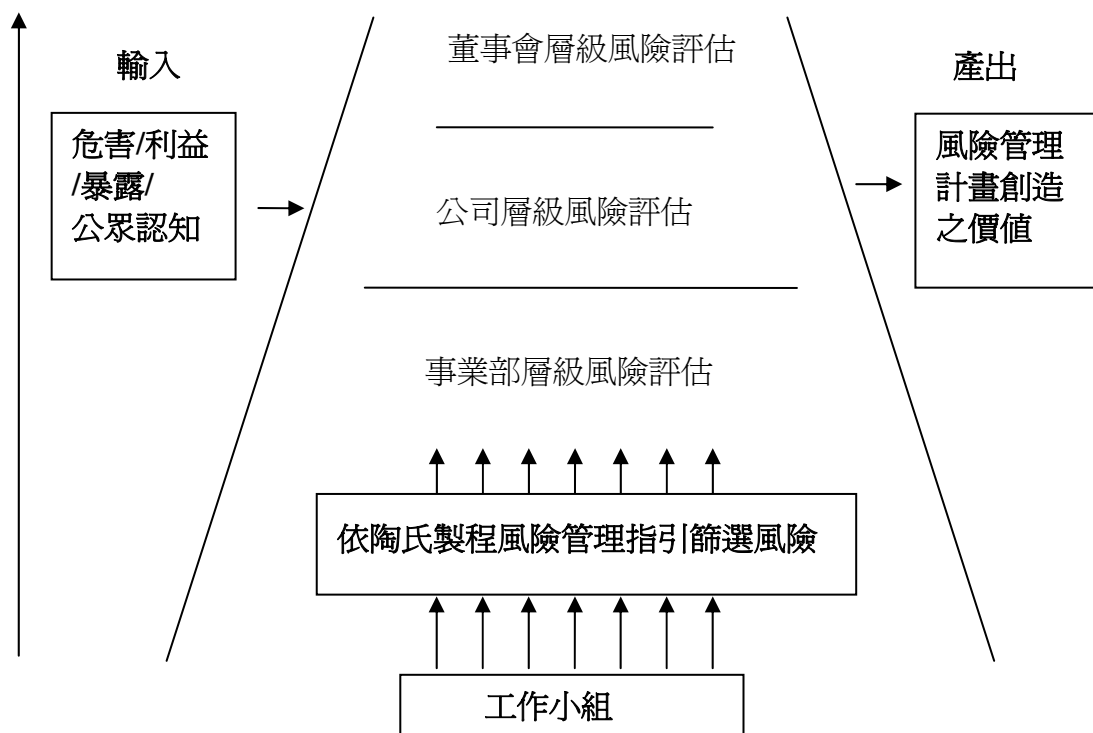 董事會層級風險評估
輸入
產出
危害/利益
/暴露/
公眾認知
風險管理
計畫創造
之價值
公司層級風險評估
事業部層級風險評估
依陶氏製程風險管理指引篩選風險
工作小組